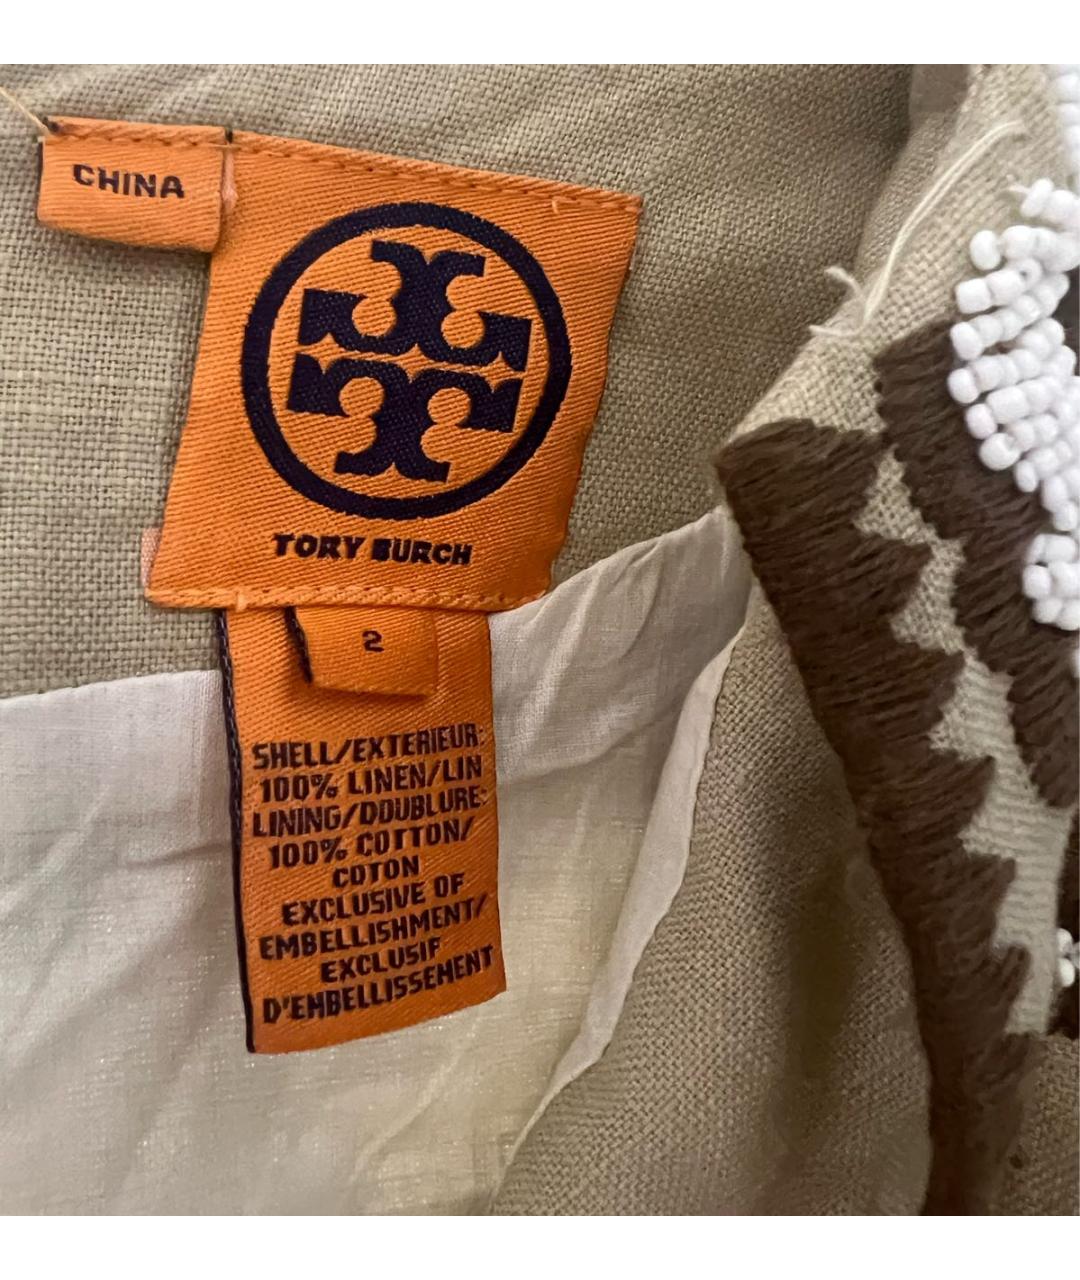 CHINA
TORY BURCH
2
SHELL/EXTERIEUR:
100% LINEN/LIN
LINING/DOUBLURE:
100% COTTON/
COTON
EXCLUSIVE OF
EMBELLISHMENT/
EXCLUSIF
D'EMBELLISSEMENT